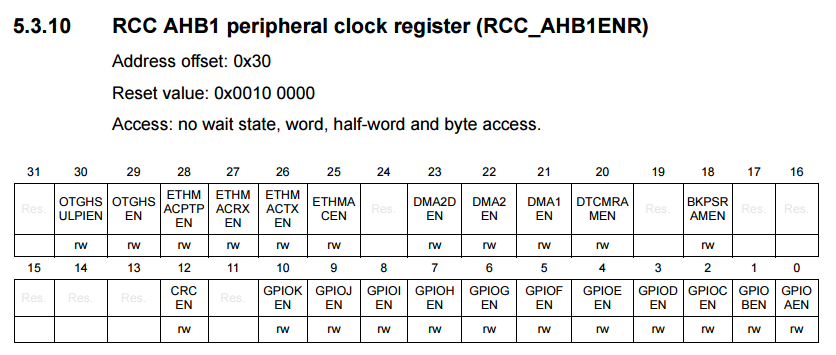 5.3.10 RCC AHB1 peripheral clock register (RCC_AHB1ENR)
Address offset: 0x30
Reset value: 0x0010 0000
Access: no wait state, word, half-word and byte access.
31 30 29 28 27 26 25 24 23 22 21 20 19 18 17 16
Res. OTGHS ULPIEN OTGHS EN ETHM ACPTP EN ETHM ACRX EN ETHM ACTX EN ETHMA CEN Res. DMA2D EN DMA2 EN DMA1 EN DTCMRA MEN Res. BKPSR AMEN Res. Res.
rw rw rw rw rw rw rw rw rw rw rw
15 14 13 12 11 10 9 8 7 6 5 4 3 2 1 0
Res. Res. Res. CRC EN Res. GPIOK EN GPIOJ EN GPIOI EN GPIOH EN GPIOG EN GPIOF EN GPIOE EN GPIOD EN GPIOC EN GPIO BEN GPIO AEN
rw rw rw rw rw rw rw rw rw rw rw rw